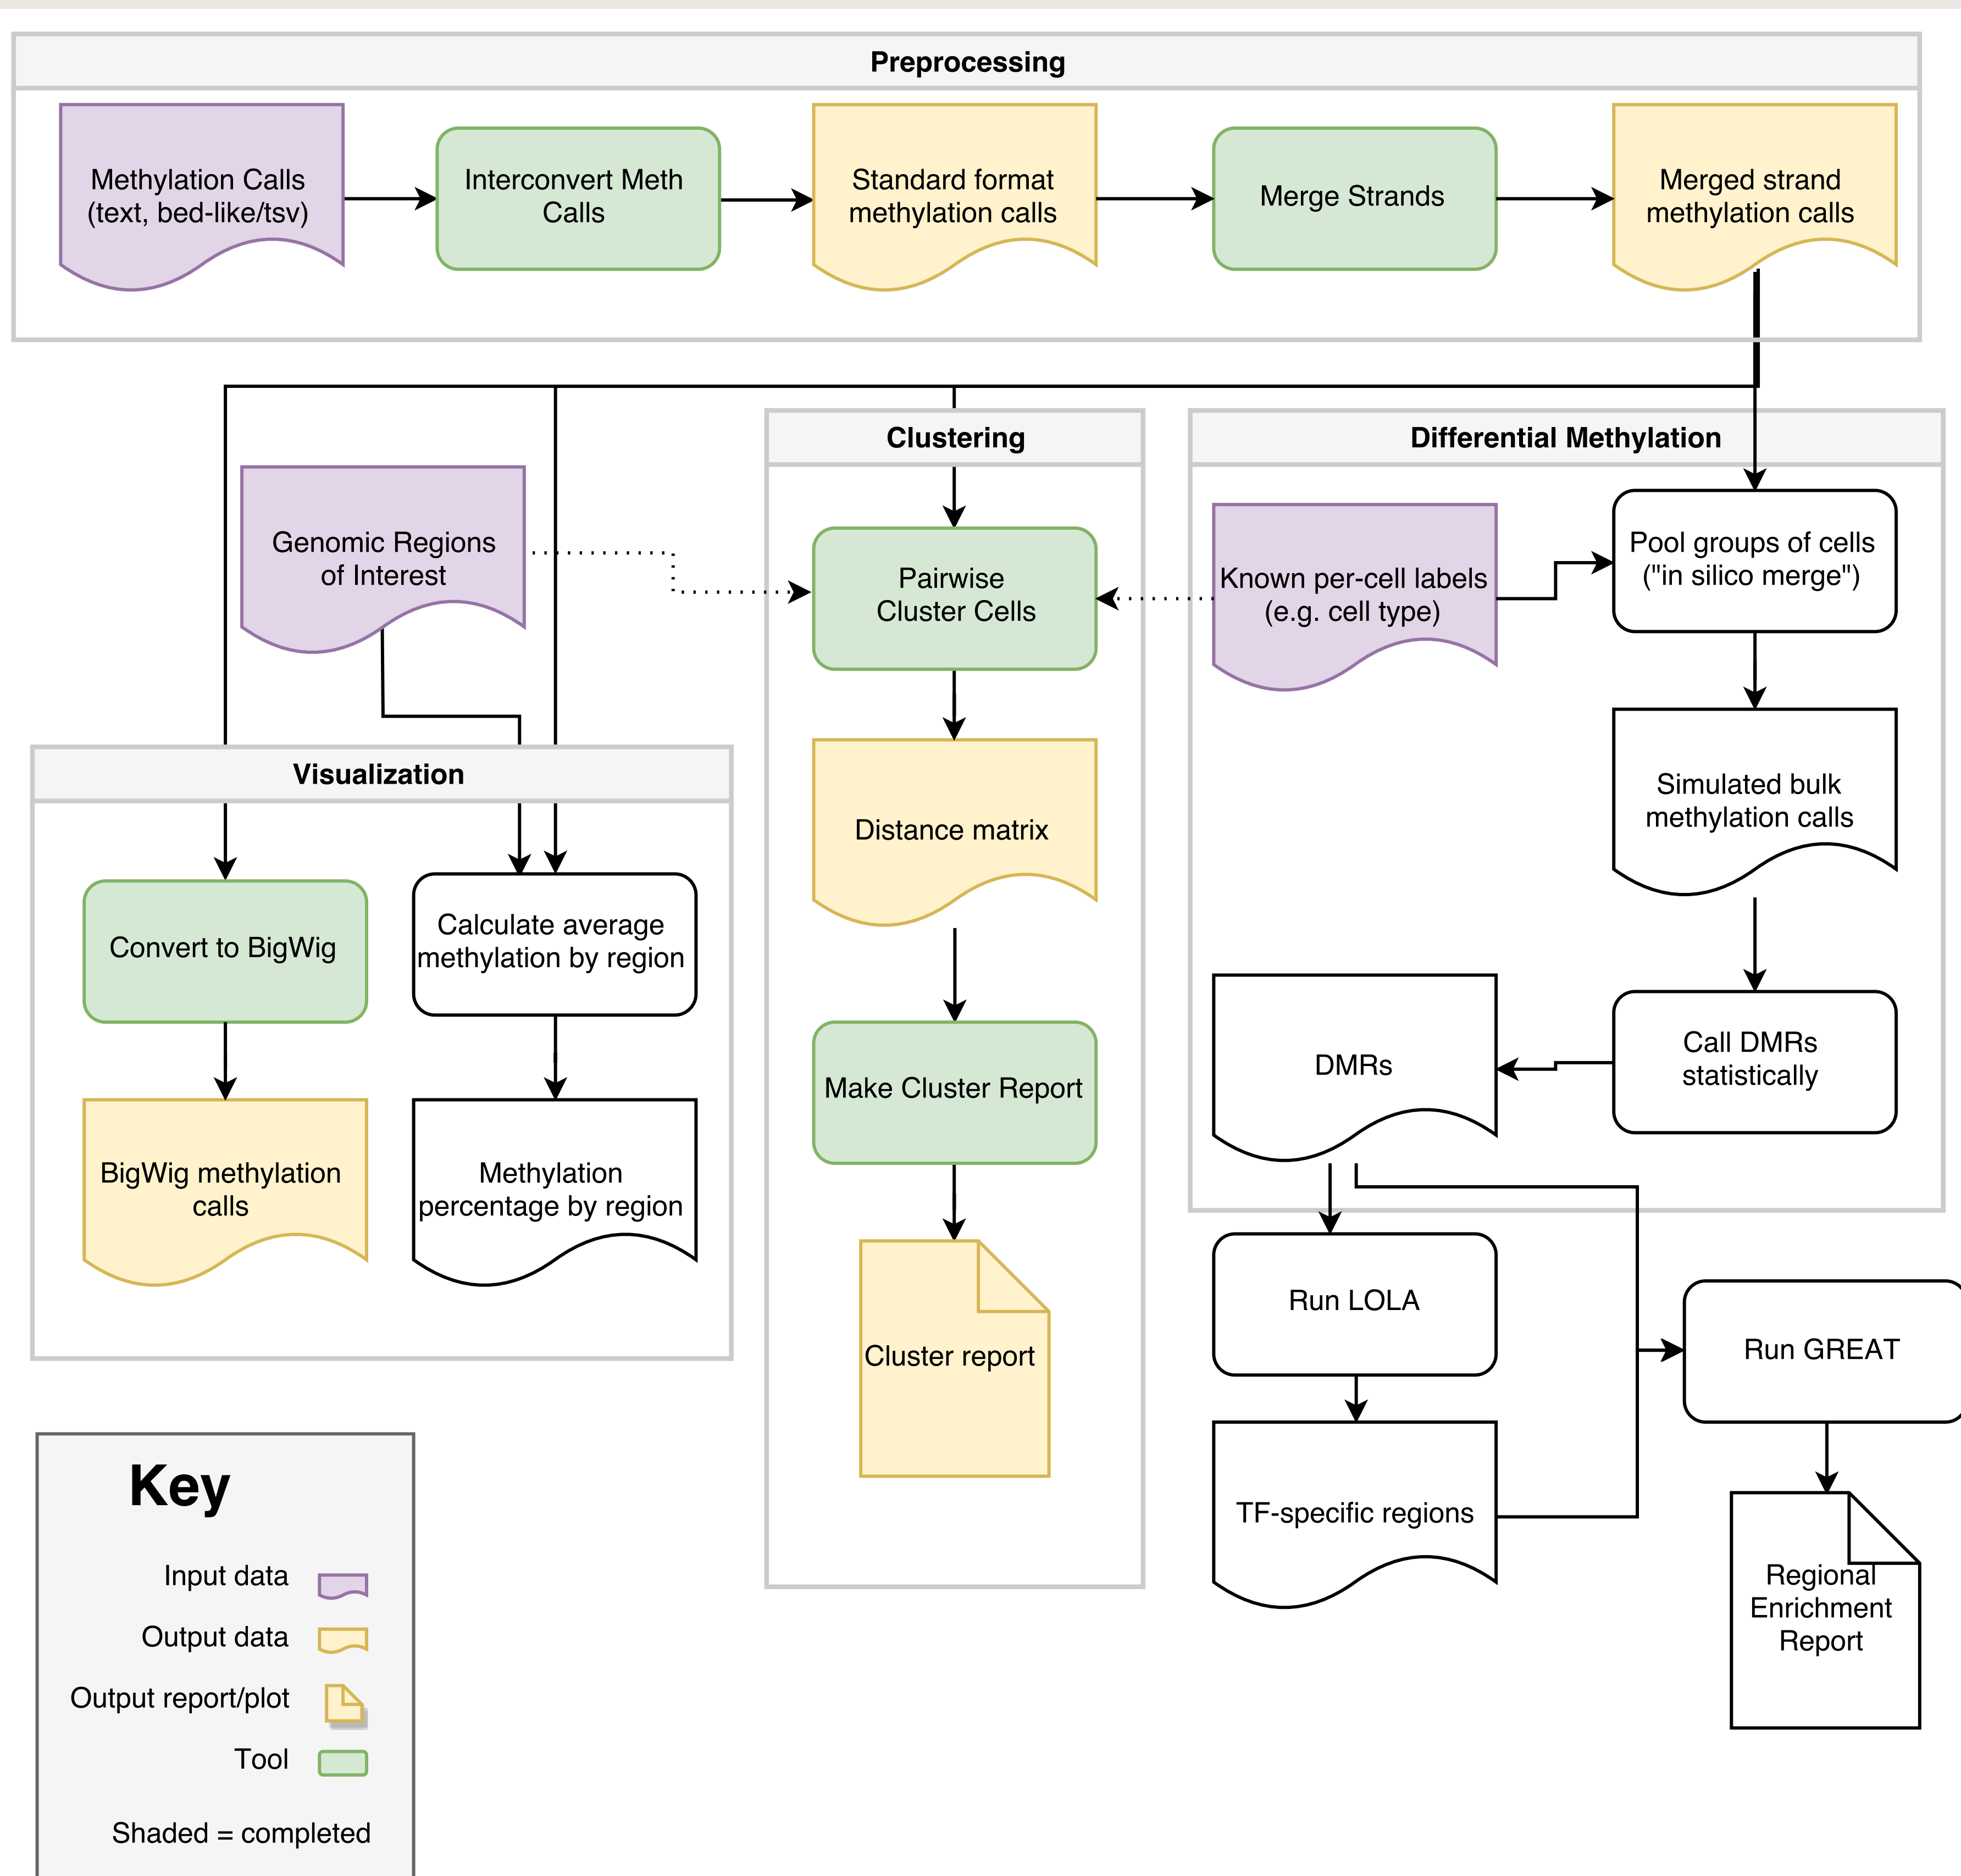 Preprocessing
Methylation Calls
(text, bed-like/tsv)
Interconvert Meth
Calls
Standard format
methylation calls
Merge Strands
Merged strand
methylation calls
Clustering
Differential Methylation
Genomic Regions
of Interest
Pairwise
Cluster Cells
Known per-cell labels
(e.g. cell type)
Pool groups of cells
("in silico merge")
Visualization
Distance matrix
Simulated bulk
methylation calls
Convert to BigWig
Calculate average
methylation by region
Make Cluster Report
DMRs
Call DMRs
statistically
BigWig methylation
calls
Methylation
percentage by region
Cluster report
Run LOLA
Run GREAT
TF-specific regions
Regional
Enrichment
Report
Key
Input data
Output data
Output report/plot
Tool
Shaded = completed